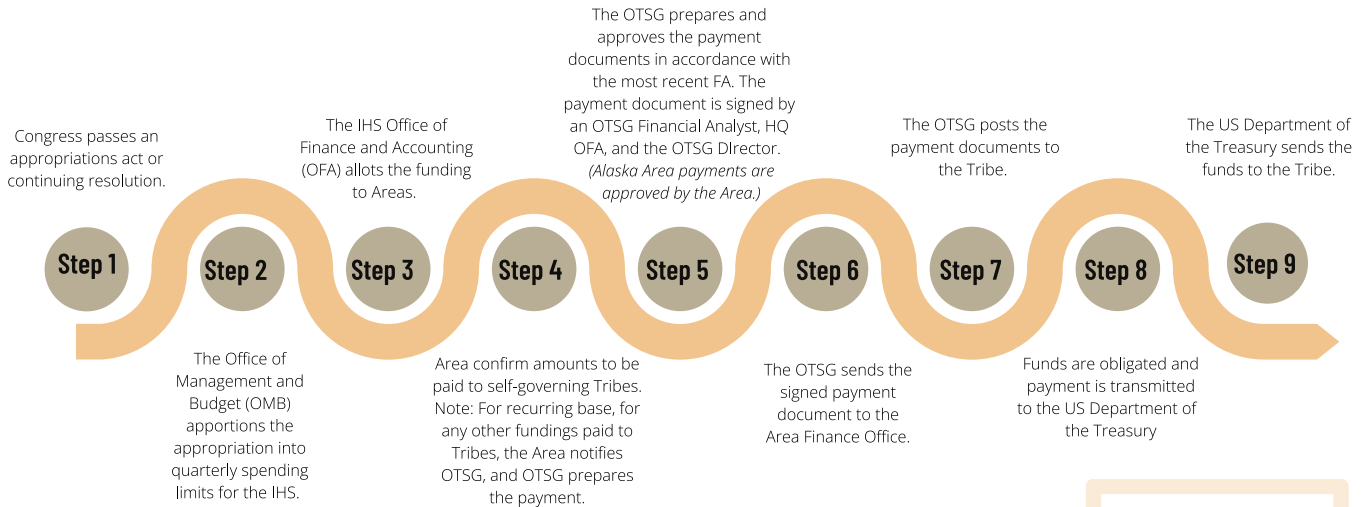 Step 1
Congress passes an
appropriations act or
continuing resolution.
Step 2
The Office of
Management and
Budget (OMB)
apportions the
appropriation into
quarterly spending
limits for the IHS.
Step 3
The IHS Office of
Finance and Accounting
(OFA) allots the funding
to Areas.
Step 4
Area confirm amounts to be
paid to self-governing Tribes.
Note: For recurring base, for
any other fundings paid to
Tribes, the Area notifies
OTSG, and OTSG prepares
the payment.
Step 5
The OTSG prepares and
approves the payment
documents in accordance with
the most recent FA. The
payment document is signed by
an OTSG Financial Analyst, HQ
OFA, and the OTSG DIrector.
(Alaska Area payments are
approved by the Area.)
Step 6
The OTSG sends the
signed payment
document to the
Area Finance Office.
Step 7
The OTSG posts the
payment documents to
the Tribe.
Step 8
Funds are obligated and
payment is transmitted
to the US Department of
the Treasury
Step 9
The US Department of
the Treasury sends the
funds to the Tribe.